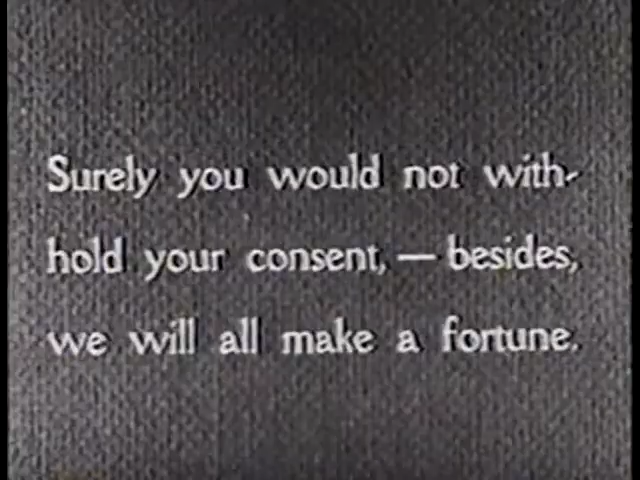 Surely you would not with-
hold your consent, — besides,
we will all make a fortune.